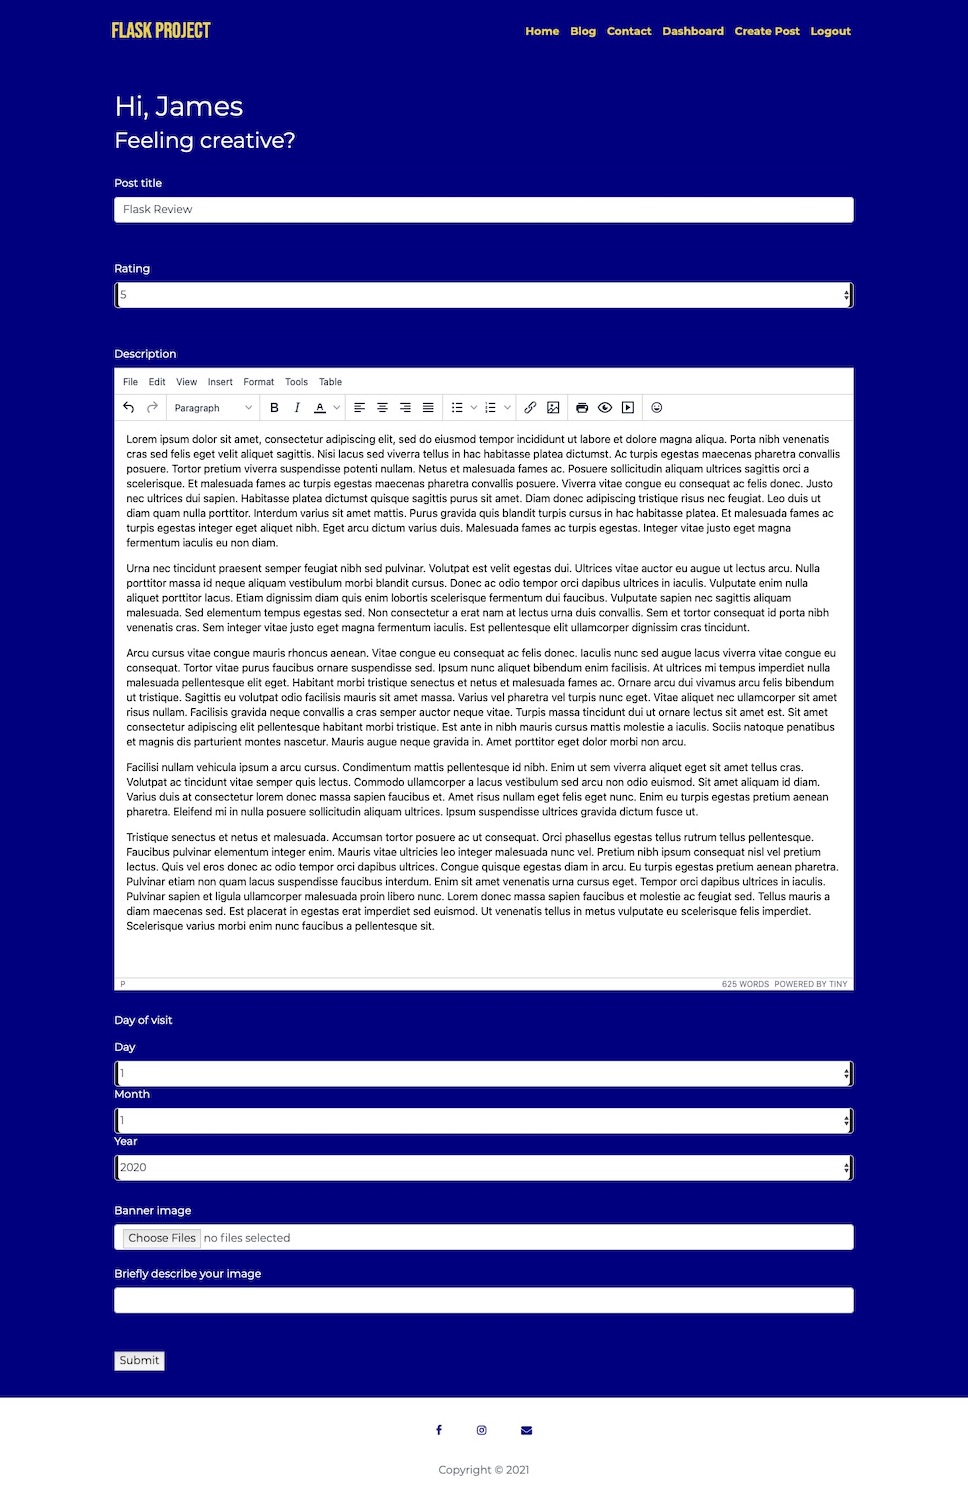 FLASK PROJECT
Home Blog Contact Dashboard Create Post Logout
Hi, James
Feeling creative?
Post title
Flask Review
Rating
5
Description
File Edit View Insert Format Tools Table
Paragraph B I A
Lorem ipsum dolor sit amet, consectetur adipiscing elit, sed do eiusmod tempor incididunt ut labore et dolore magna aliqua. Porta nibh venenatis
cras sed felis eget velit aliquet sagittis. Nisi lacus sed viverra tellus in hac habitasse platea dictumst. Ac turpis egestas maecenas pharetra convallis
posuere. Tortor pretium viverra suspendisse potenti nullam. Netus et malesuada fames ac. Posuere sollicitudin aliquam ultrices sagittis orci a
scelerisque. Et malesuada fames ac turpis egestas maecenas pharetra convallis posuere. Viverra vitae congue eu consequat ac felis donec. Justo
nec ultrices dui sapien. Habitasse platea dictumst quisque sagittis purus sit amet. Diam donec adipiscing tristique risus nec feugiat. Leo duis ut
diam quam nulla porttitor. Interdum varius sit amet mattis. Purus gravida quis blandit turpis cursus in hac habitasse platea. Et malesuada fames ac
turpis egestas integer eget aliquet nibh. Eget arcu dictum varius duis. Malesuada fames ac turpis egestas. Integer vitae justo eget magna
fermentum iaculis eu non diam.
Urna nec tincidunt praesent semper feugiat nibh sed pulvinar. Volutpat est velit egestas dui. Ultrices vitae auctor eu augue ut lectus arcu. Nulla
porttitor massa id neque aliquam vestibulum morbi blandit cursus. Donec ac odio tempor orci dapibus ultrices in iaculis. Vulputate enim nulla
aliquet porttitor lacus. Etiam dignissim diam quis enim lobortis scelerisque fermentum dui faucibus. Vulputate sapien nec sagittis aliquam
malesuada. Sed elementum tempus egestas sed. Non consectetur a erat nam at lectus urna duis convallis. Sem et tortor consequat id porta nibh
venenatis cras. Sem integer vitae justo eget magna fermentum iaculis. Est pellentesque elit ullamcorper dignissim cras tincidunt.
Arcu cursus vitae congue mauris rhoncus aenean. Vitae congue eu consequat ac felis donec. Iaculis nunc sed augue lacus viverra vitae congue eu
consequat. Tortor vitae purus faucibus ornare suspendisse sed. Ipsum nunc aliquet bibendum enim facilisis. At ultrices mi tempus imperdiet nulla
malesuada pellentesque elit eget. Habitant morbi tristique senectus et netus et malesuada fames ac. Ornare arcu dui vivamus arcu felis bibendum
ut tristique. Sagittis eu volutpat odio facilisis mauris sit amet massa. Varius vel pharetra vel turpis nunc eget. Vitae aliquet nec ullamcorper sit amet
risus nullam. Facilisis gravida neque convallis a cras semper auctor neque vitae. Turpis massa tincidunt dui ut ornare lectus sit amet est. Sit amet
consectetur adipiscing elit pellentesque habitant morbi tristique. Est ante in nibh mauris cursus mattis molestie a iaculis. Sociis natoque penatibus
et magnis dis parturient montes nascetur. Mauris augue neque gravida in. Amet porttitor eget dolor morbi non arcu.
Facilisi nullam vehicula ipsum a arcu cursus. Condimentum mattis pellentesque id nibh. Enim ut sem viverra aliquet eget sit amet tellus cras.
Volutpat ac tincidunt vitae semper quis lectus. Commodo ullamcorper a lacus vestibulum sed arcu non odio euismod. Sit amet aliquam id diam.
Varius duis at consectetur lorem donec massa sapien faucibus et. Amet risus nullam eget felis eget nunc. Enim eu turpis egestas pretium aenean
pharetra. Eleifend mi in nulla posuere sollicitudin aliquam ultrices. Ipsum suspendisse ultrices gravida dictum fusce ut.
Tristique senectus et netus et malesuada. Accumsan tortor posuere ac ut consequat. Orci phasellus egestas tellus rutrum tellus pellentesque.
Faucibus pulvinar elementum integer enim. Mauris vitae ultricies leo integer malesuada nunc vel. Pretium nibh ipsum consequat nisl vel pretium
lectus. Quis vel eros donec ac odio tempor orci dapibus ultrices. Congue quisque egestas diam in arcu. Eu turpis egestas pretium aenean pharetra.
Pulvinar etiam non quam lacus suspendisse faucibus interdum. Enim sit amet venenatis urna cursus eget. Tempor orci dapibus ultrices in iaculis.
Pulvinar sapien et ligula ullamcorper malesuada proin libero nunc. Lorem donec massa sapien faucibus et molestie ac feugiat sed. Tellus mauris a
diam maecenas sed. Est placerat in egestas erat imperdiet sed euismod. Ut venenatis tellus in metus vulputate eu scelerisque felis imperdiet.
Scelerisque varius morbi enim nunc faucibus a pellentesque sit.
P 625 WORDS POWERED BY TINY
Day of visit
Day
1
Month
1
Year
2020
Banner image
Choose Files no files selected
Briefly describe your image
Submit
Copyright © 2021